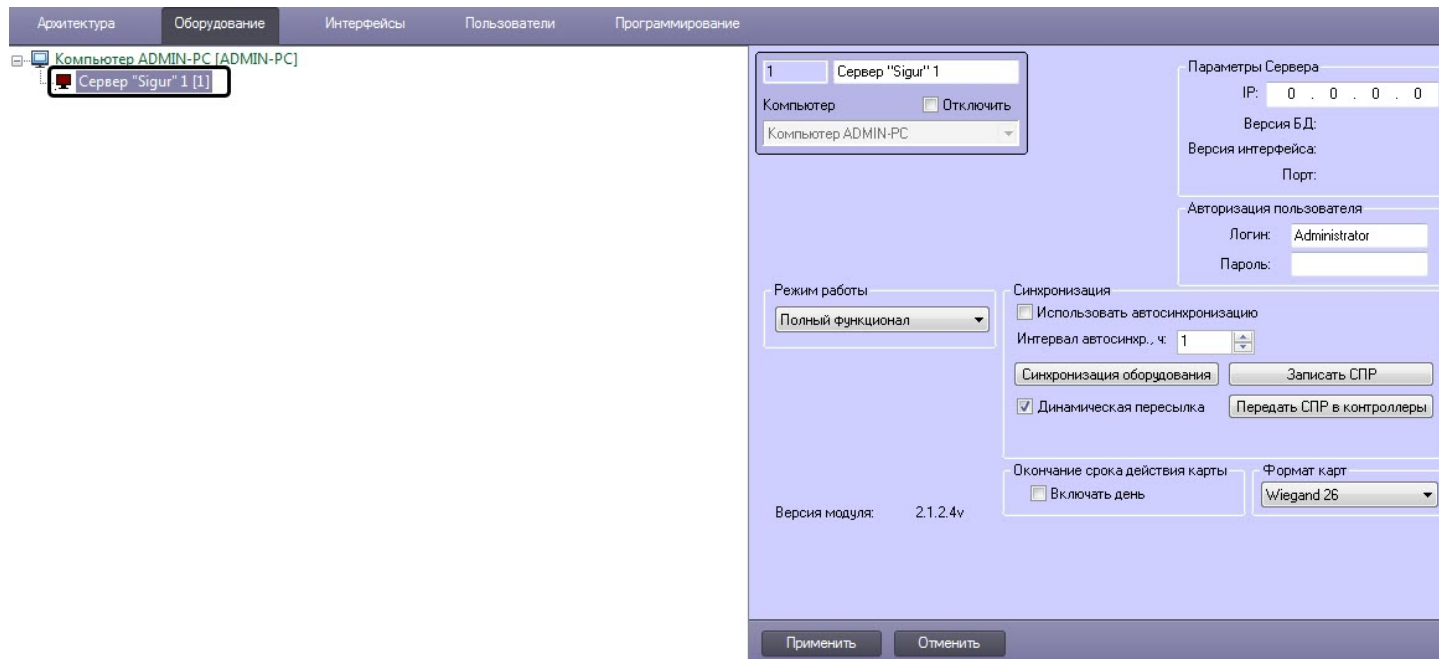 Архитектура Оборудование Интерфейсы Пользователи Программирование
Компьютер ADMIN-PC [ADMIN-PC]
Сервер "Sigur" 1 [1]
1 Сервер "Sigur" 1
Компьютер Отключить
Компьютер ADMIN-PC
Параметры Сервера
IP: 0 . 0 . 0 . 0
Версия БД:
Версия интерфейса:
Порт:
Авторизация пользователя
Логин: Administrator
Пароль:
Режим работы
Полный функционал
Синхронизация
Использовать автосинхронизацию
Интервал автосинхр., ч: 1
Синхронизация оборудования Записать СПР
Динамическая пересылка Передать СПР в контроллеры
Окончание срока действия карты
Включать день
Формат карт
Wiegand 26
Версия модуля: 2.1.2.4v
Применить Отменить